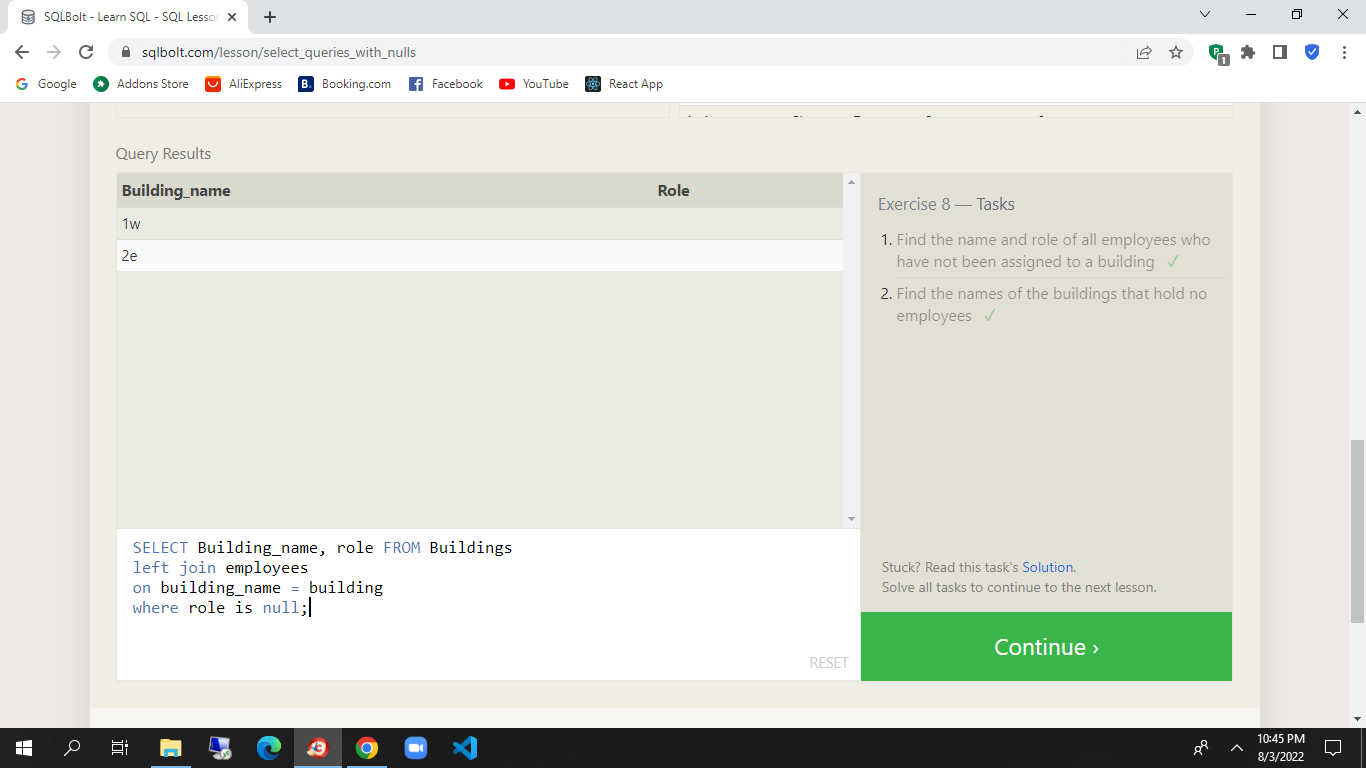 SQLBolt - Learn SQL - SQL Lesson
sqlbolt.com/lesson/select_queries_with_nulls
1
Google Addons Store AliExpress B. Booking.com Facebook YouTube React App
Query Results
Building_name Role
1w
2e
Exercise 8 — Tasks
1. Find the name and role of all employees who
have not been assigned to a building ✓
2. Find the names of the buildings that hold no
employees ✓
SELECT Building_name, role FROM Buildings
left join employees
on building_name = building
where role is null;
RESET
Stuck? Read this task's Solution.
Solve all tasks to continue to the next lesson.
Continue ›
10:45 PM
8/3/2022